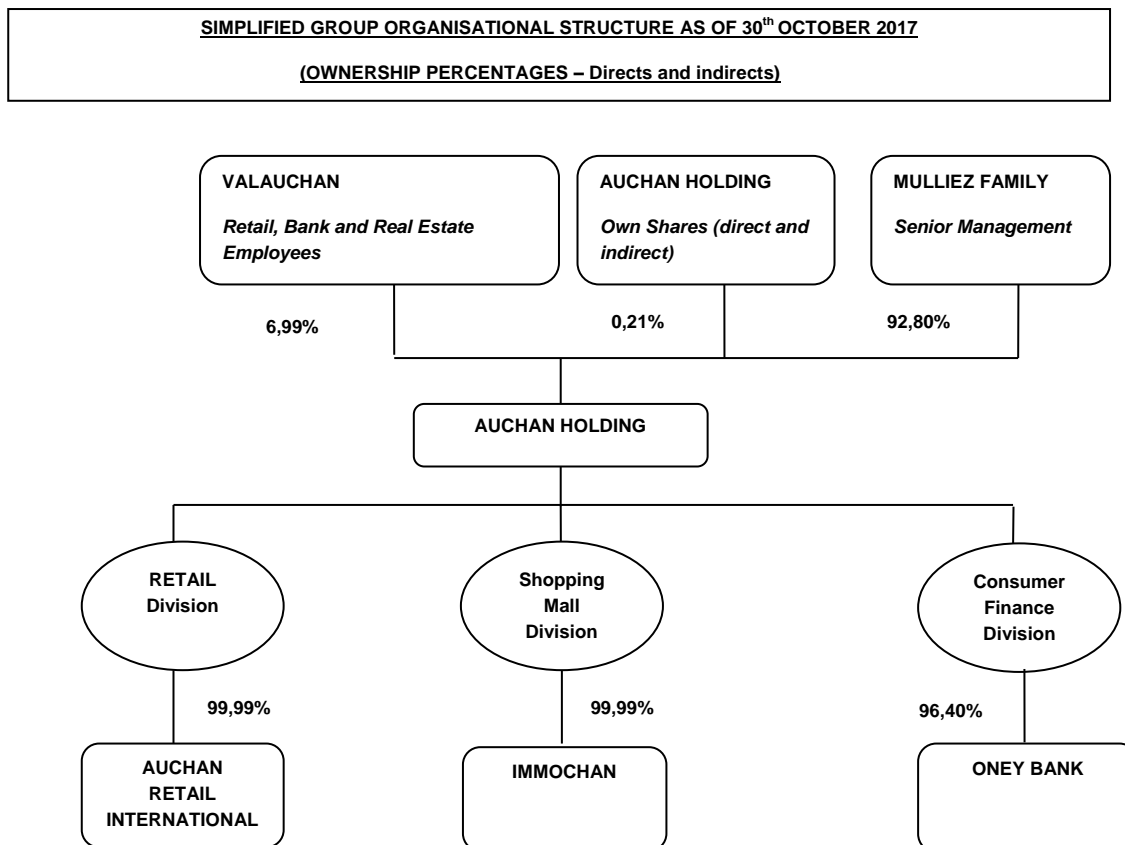 SIMPLIFIED GROUP ORGANISATIONAL STRUCTURE AS OF 30th OCTOBER 2017
(OWNERSHIP PERCENTAGES – Directs and indirects)
VALAUCHAN
Retail, Bank and Real Estate
Employees
AUCHAN HOLDING
Own Shares (direct and
indirect)
MULLIEZ FAMILY
Senior Management
6,99%
0,21%
92,80%
AUCHAN HOLDING
RETAIL
Division
Shopping
Mall
Division
Consumer
Finance
Division
99,99%
99,99%
96,40%
AUCHAN
RETAIL
INTERNATIONAL
IMMOCHAN
ONEY BANK